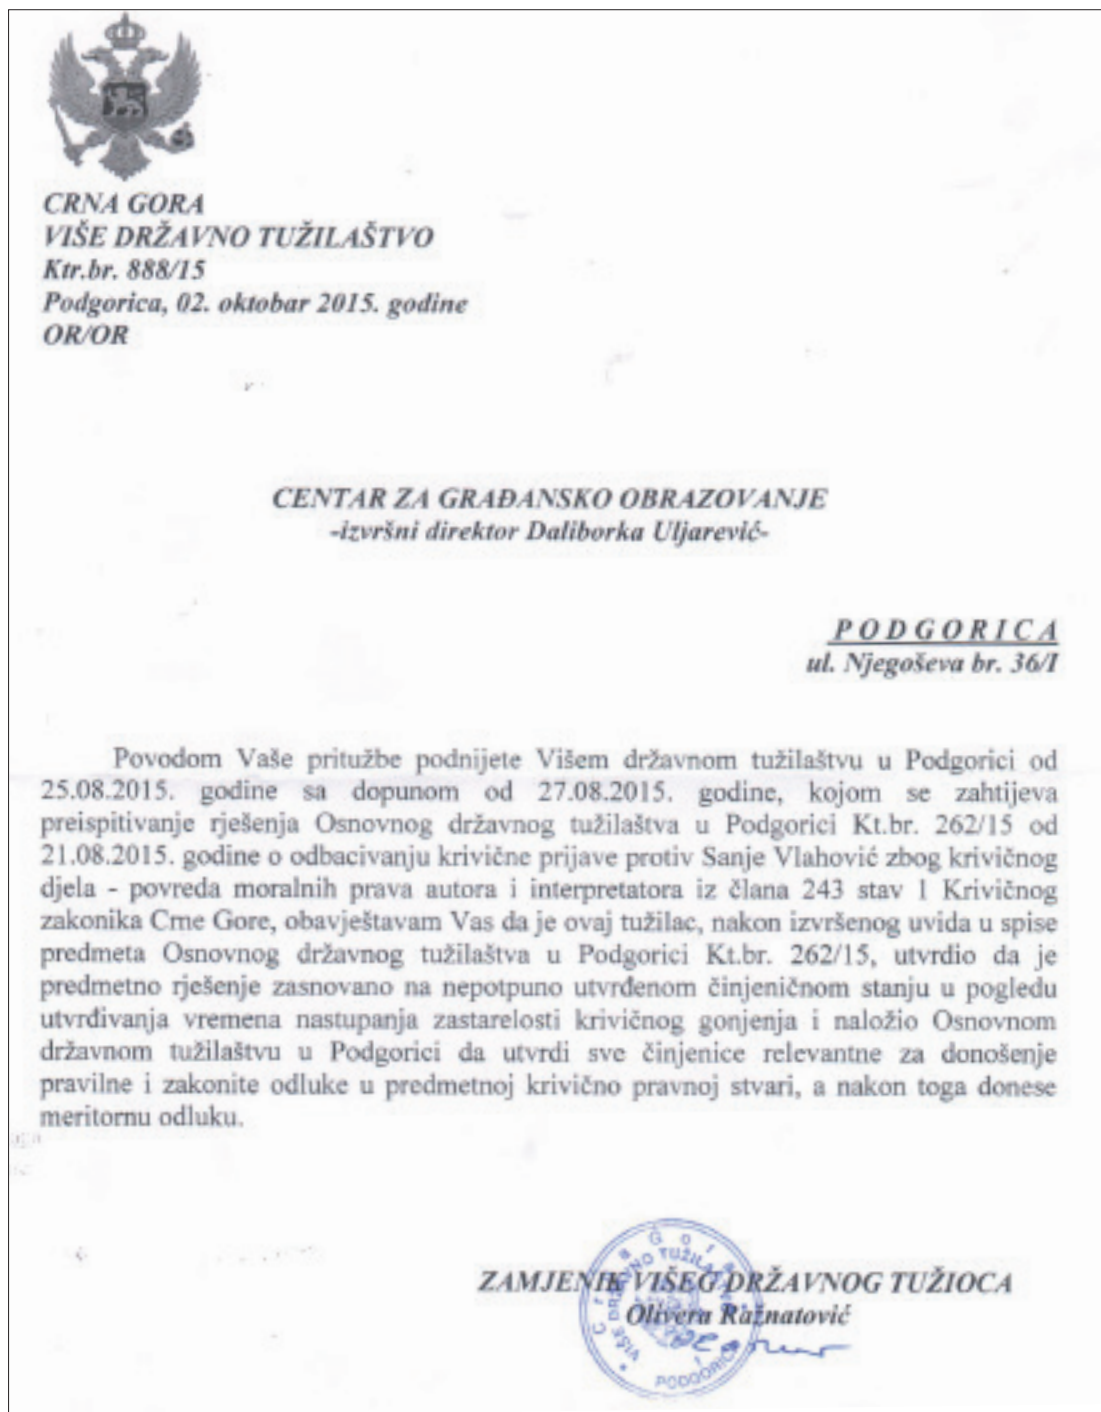 CRNA GORA
VIŠE DRŽAVNO TUŽILAŠTVO
Ktr.br. 888/15
Podgorica, 02. oktobar 2015. godine
OR/OR
CENTAR ZA GRAĐANSKO OBRAZOVANJE
-izvršni direktor Daliborka Uljarević-
PODGORICA
ul. Njegoševa br. 36/I
Povodom Vaše pritužbe podnijete Višem državnom tužilaštvu u Podgorici od
25.08.2015. godine sa dopunom od 27.08.2015. godine, kojom se zahtijeva
preispitivanje rješenja Osnovnog državnog tužilaštva u Podgorici Kt.br. 262/15 od
21.08.2015. godine o odbacivanju krivične prijave protiv Sanje Vlahović zbog krivičnog
djela - povreda moralnih prava autora i interpretatora iz člana 243 stav 1 Krivičnog
zakonika Crne Gore, obavještavam Vas da je ovaj tužilac, nakon izvršenog uvida u spise
predmeta Osnovnog državnog tužilaštva u Podgorici Kt.br. 262/15, utvrdio da je
predmetno rješenje zasnovano na nepotpuno utvrđenom činjeničnom stanju u pogledu
utvrđivanja vremena nastupanja zastarelosti krivičnog gonjenja i naložio Osnovnom
državnom tužilaštvu u Podgorici da utvrdi sve činjenice relevantne za donošenje
pravilne i zakonite odluke u predmetnoj krivično pravnoj stvari, a nakon toga donese
meritornu odluku.
ZAMJENIK VIŠEG DRŽAVNOG TUŽIOCA
Olivera Ražnatović
Crna Gora
VIŠE DRŽAVNO TUŽILAŠTVO
PODGORICA